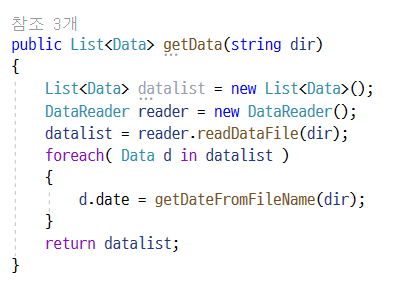 참조 3개
public List<Data> getData(string dir)
{
List<Data> datalist = new List<Data>();
DataReader reader = new DataReader();
datalist = reader.readDataFile(dir);
foreach( Data d in datalist )
{
d.date = getDateFromFileName(dir);
}
return datalist;
}